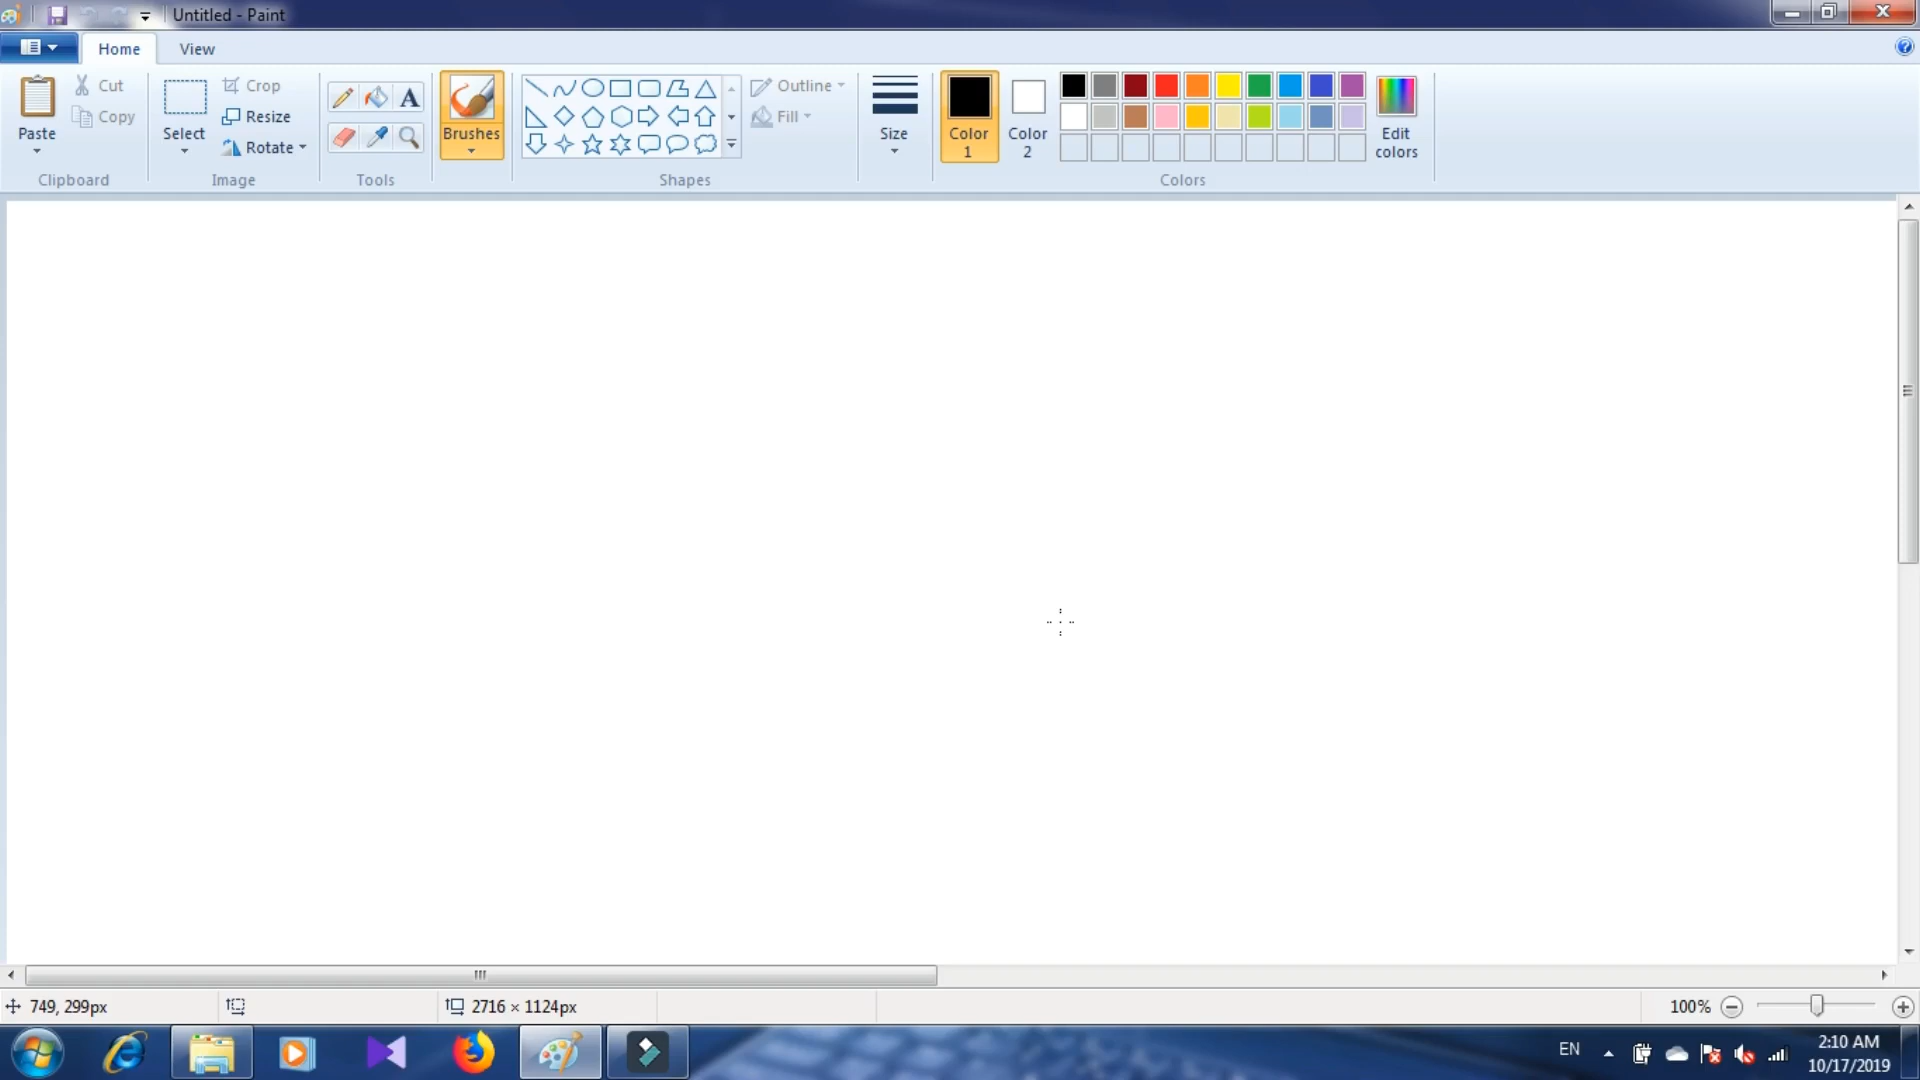 Untitled - Paint
Home View
Paste
Cut
Copy
Clipboard
Select
Crop
Resize
Rotate
Image
A
Tools
Brushes
Shapes
Outline
Fill
Size
Color 1
Color 2
Edit colors
Colors
749, 299px
2716 × 1124px
100%
EN
2:10 AM
10/17/2019